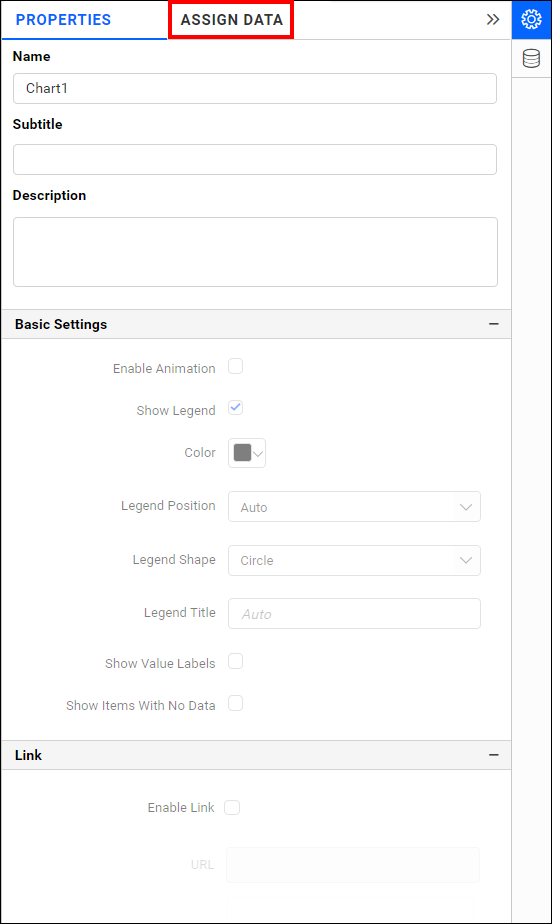 PROPERTIES ASSIGN DATA
Name
Chart1
Subtitle
Description
Basic Settings
Enable Animation
Show Legend
Color
Legend Position Auto
Legend Shape Circle
Legend Title Auto
Show Value Labels
Show Items With No Data
Link
Enable Link
URL